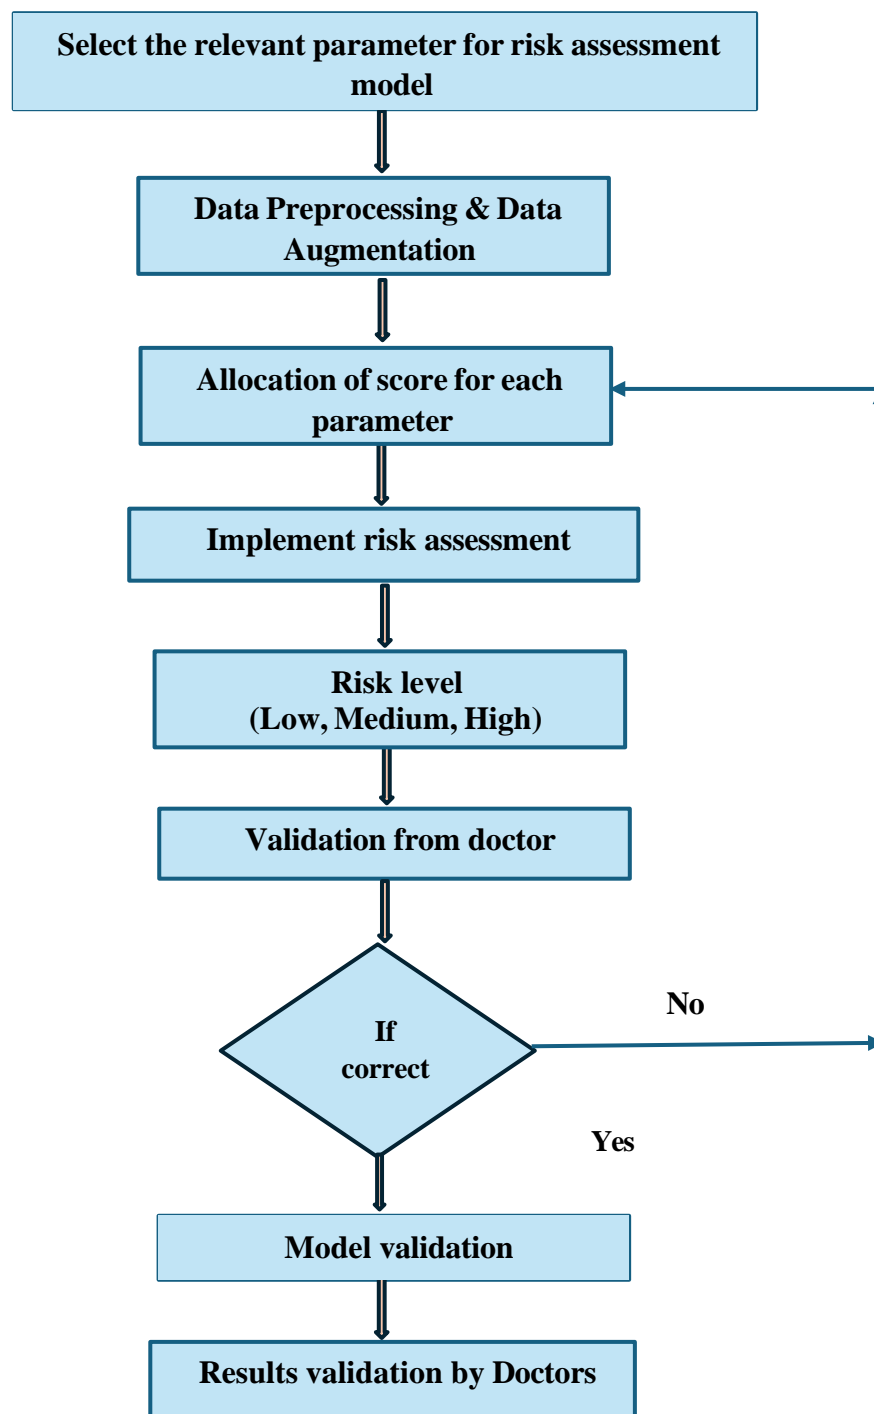 Select the relevant parameter for risk assessment
model
Data Preprocessing & Data
Augmentation
Allocation of score for each
parameter
Implement risk assessment
Risk level
(Low, Medium, High)
Validation from doctor
If
correct
No
Yes
Model validation
Results validation by Doctors